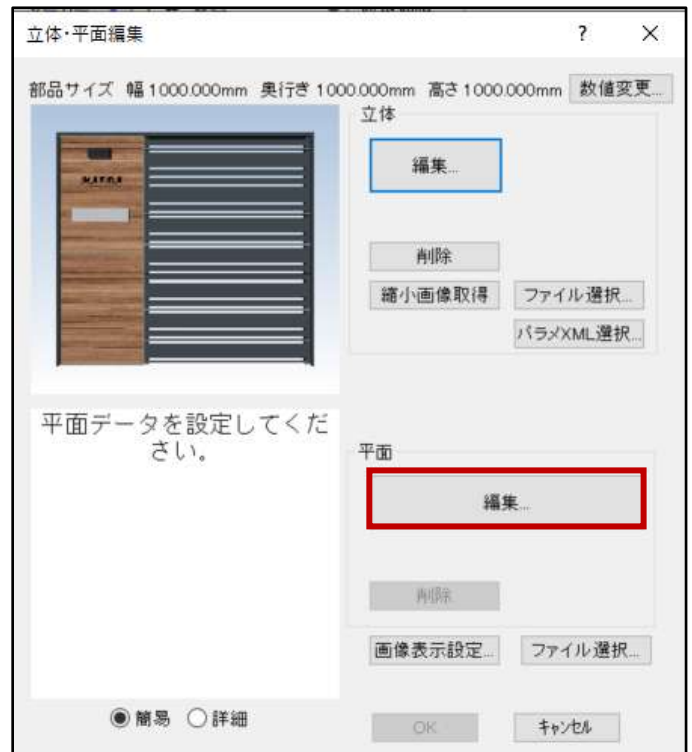 立体・平面編集 ? ×
部品サイズ 幅1000.000mm 奥行き1000.000mm 高さ1000.000mm 数値変更...
立体
編集...
削除
縮小画像取得 ファイル選択...
パラメXML選択...
平面データを設定してくだ
さい。
平面
編集...
削除
画像表示設定... ファイル選択...
簡易 詳細
OK キャンセル